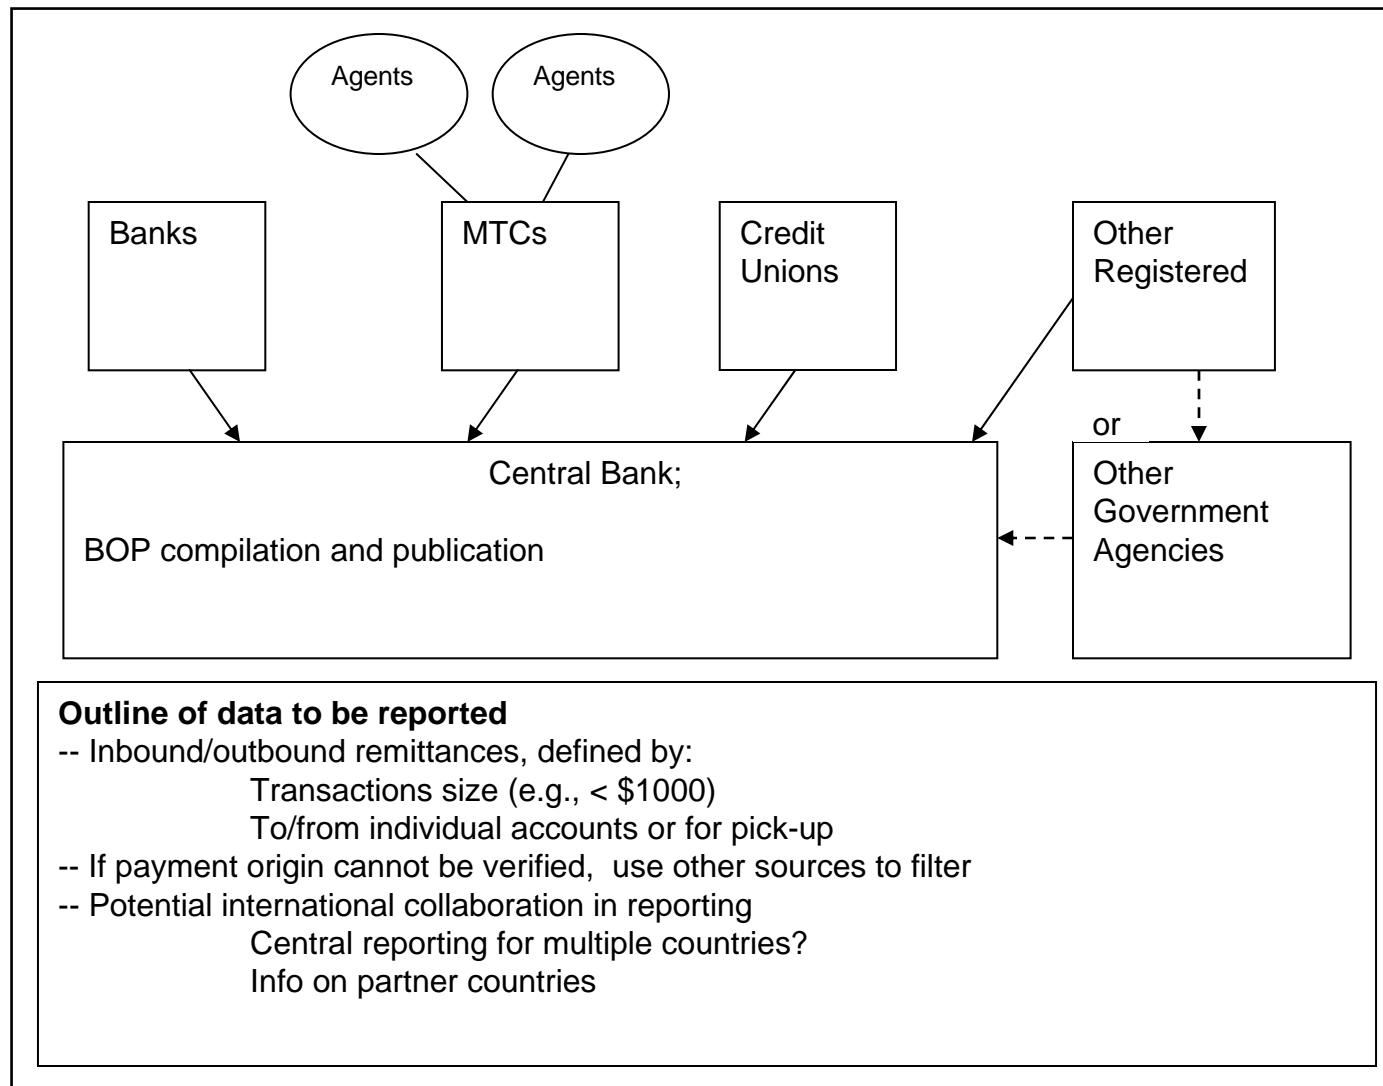 Agents
Agents
Banks
MTCs
Credit
Unions
Other
Registered
or
Central Bank;
BOP compilation and publication
Other
Government
Agencies
Outline of data to be reported
-- Inbound/outbound remittances, defined by:
Transactions size (e.g., < $1000)
To/from individual accounts or for pick-up
-- If payment origin cannot be verified,  use other sources to filter
-- Potential international collaboration in reporting
Central reporting for multiple countries?
Info on partner countries